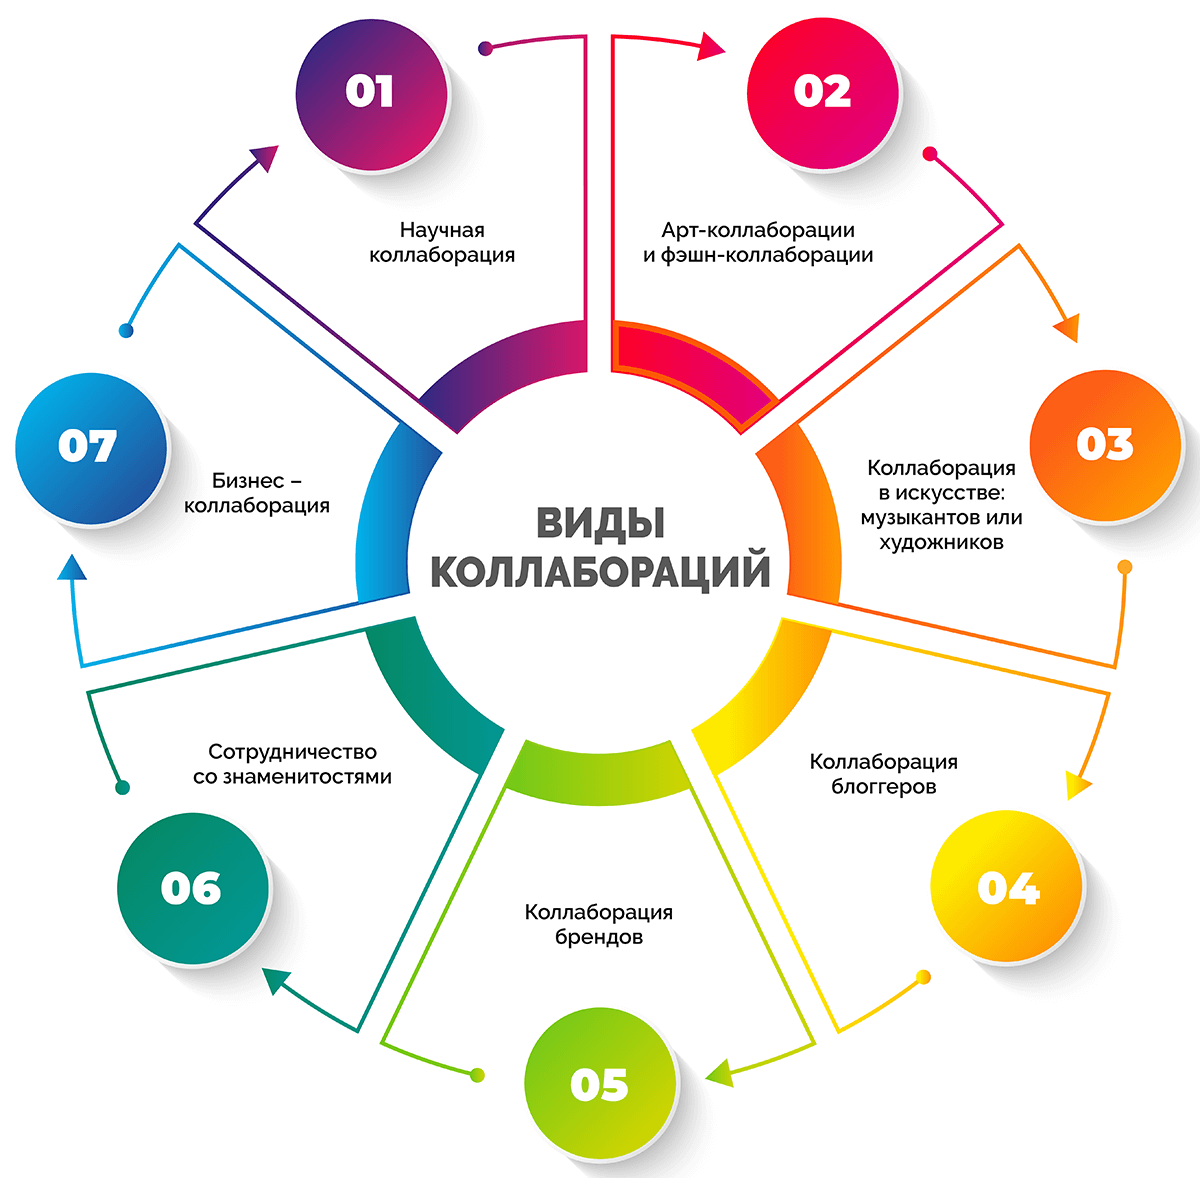 ВИДЫ
КОЛЛАБОРАЦИЙ
01
Научная
коллаборация
02
Арт-коллаборации
и фэшн-коллаборации
03
Коллаборация
в искусстве:
музыкантов или
художников
04
Коллаборация
блоггеров
05
Коллаборация
брендов
06
Сотрудничество
со знаменитостями
07
Бизнес –
коллаборация